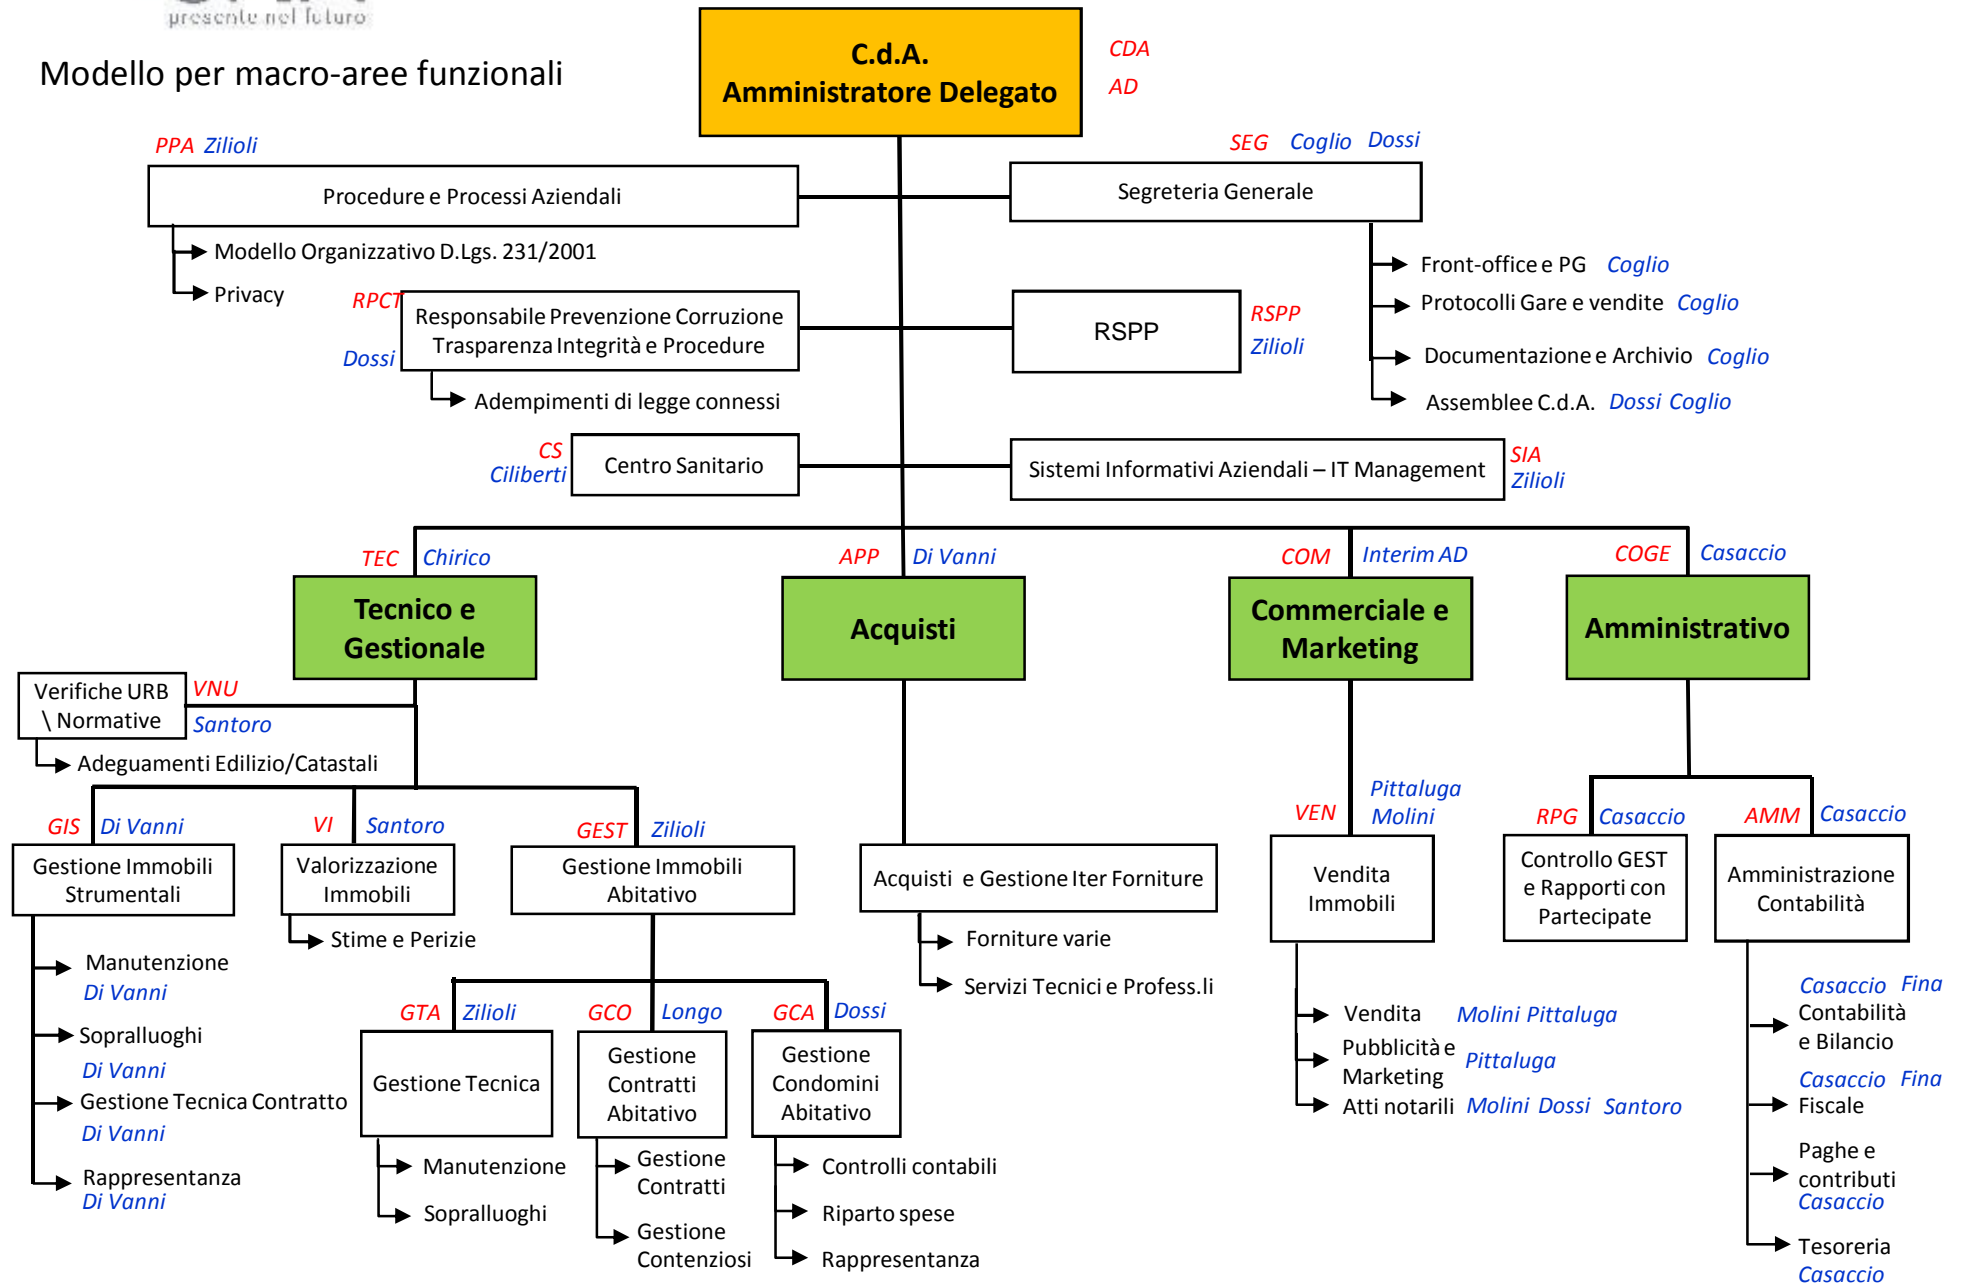 presente nel futuro
Modello per macro-aree funzionali
C.d.A.
Amministratore Delegato
CDA
AD
PPA Zilioli
Procedure e Processi Aziendali
Modello Organizzativo D.Lgs. 231/2001
Privacy
SEG Coglio Dossi
Segreteria Generale
Front-office e PG Coglio
Protocolli Gare e vendite Coglio
Documentazione e Archivio Coglio
Assemblee C.d.A. Dossi Coglio
RPCT
Dossi
Responsabile Prevenzione Corruzione
Trasparenza Integrità e Procedure
Adempimenti di legge connessi
RSPP
RSPP
Zilioli
CS
Ciliberti
Centro Sanitario
Sistemi Informativi Aziendali – IT Management
SIA
Zilioli
TEC Chirico
Tecnico e
Gestionale
APP Di Vanni
Acquisti
COM Interim AD
Commerciale e
Marketing
COGE Casaccio
Amministrativo
Verifiche URB
\ Normative
VNU
Santoro
Adeguamenti Edilizio/Catastali
GIS Di Vanni
Gestione Immobili
Strumentali
Manutenzione
Di Vanni
Sopralluoghi
Di Vanni
Gestione Tecnica Contratto
Di Vanni
Rappresentanza
Di Vanni
VI Santoro
Valorizzazione
Immobili
Stime e Perizie
GEST Zilioli
Gestione Immobili
Abitativo
GTA Zilioli
Gestione Tecnica
Manutenzione
Sopralluoghi
GCO Longo
Gestione
Contratti
Abitativo
Gestione
Contratti
Gestione
Contenziosi
GCA Dossi
Gestione
Condomini
Abitativo
Controlli contabili
Riparto spese
Rappresentanza
Acquisti e Gestione Iter Forniture
Forniture varie
Servizi Tecnici e Profess.li
VEN
Pittaluga
Molini
Vendita
Immobili
Vendita Molini Pittaluga
Pubblicità e
Marketing Pittaluga
Atti notarili Molini Dossi Santoro
RPG Casaccio
Controllo GEST
e Rapporti con
Partecipate
AMM Casaccio
Amministrazione
Contabilità
Casaccio Fina
Contabilità
e Bilancio
Casaccio Fina
Fiscale
Paghe e
contributi
Casaccio
Tesoreria
Casaccio